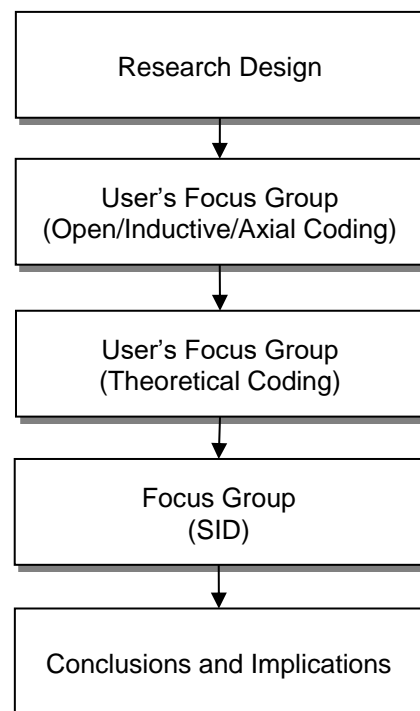 Research Design
User’s Focus Group
(Open/Inductive/Axial Coding)
User’s Focus Group
(Theoretical Coding)
Focus Group
(SID)
Conclusions and Implications